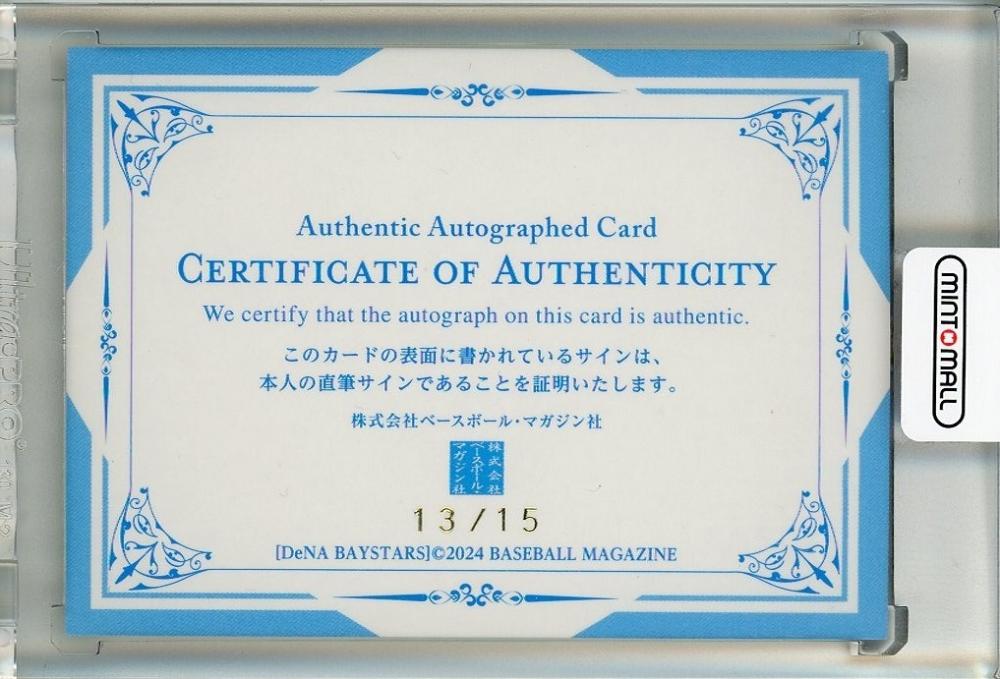 Authentic Autographed Card
CERTIFICATE OF AUTHENTICITY
We certify that the autograph on this card is authentic.
このカードの表面に書かれているサインは、
本人の直筆サインであることを証明いたします。
株式会社ベースボール・マガジン社
株式会社
ベースボール・
マガジン社
13/15
[DeNA BAYSTARS]©2024 BASEBALL MAGAZINE
MINT MALL